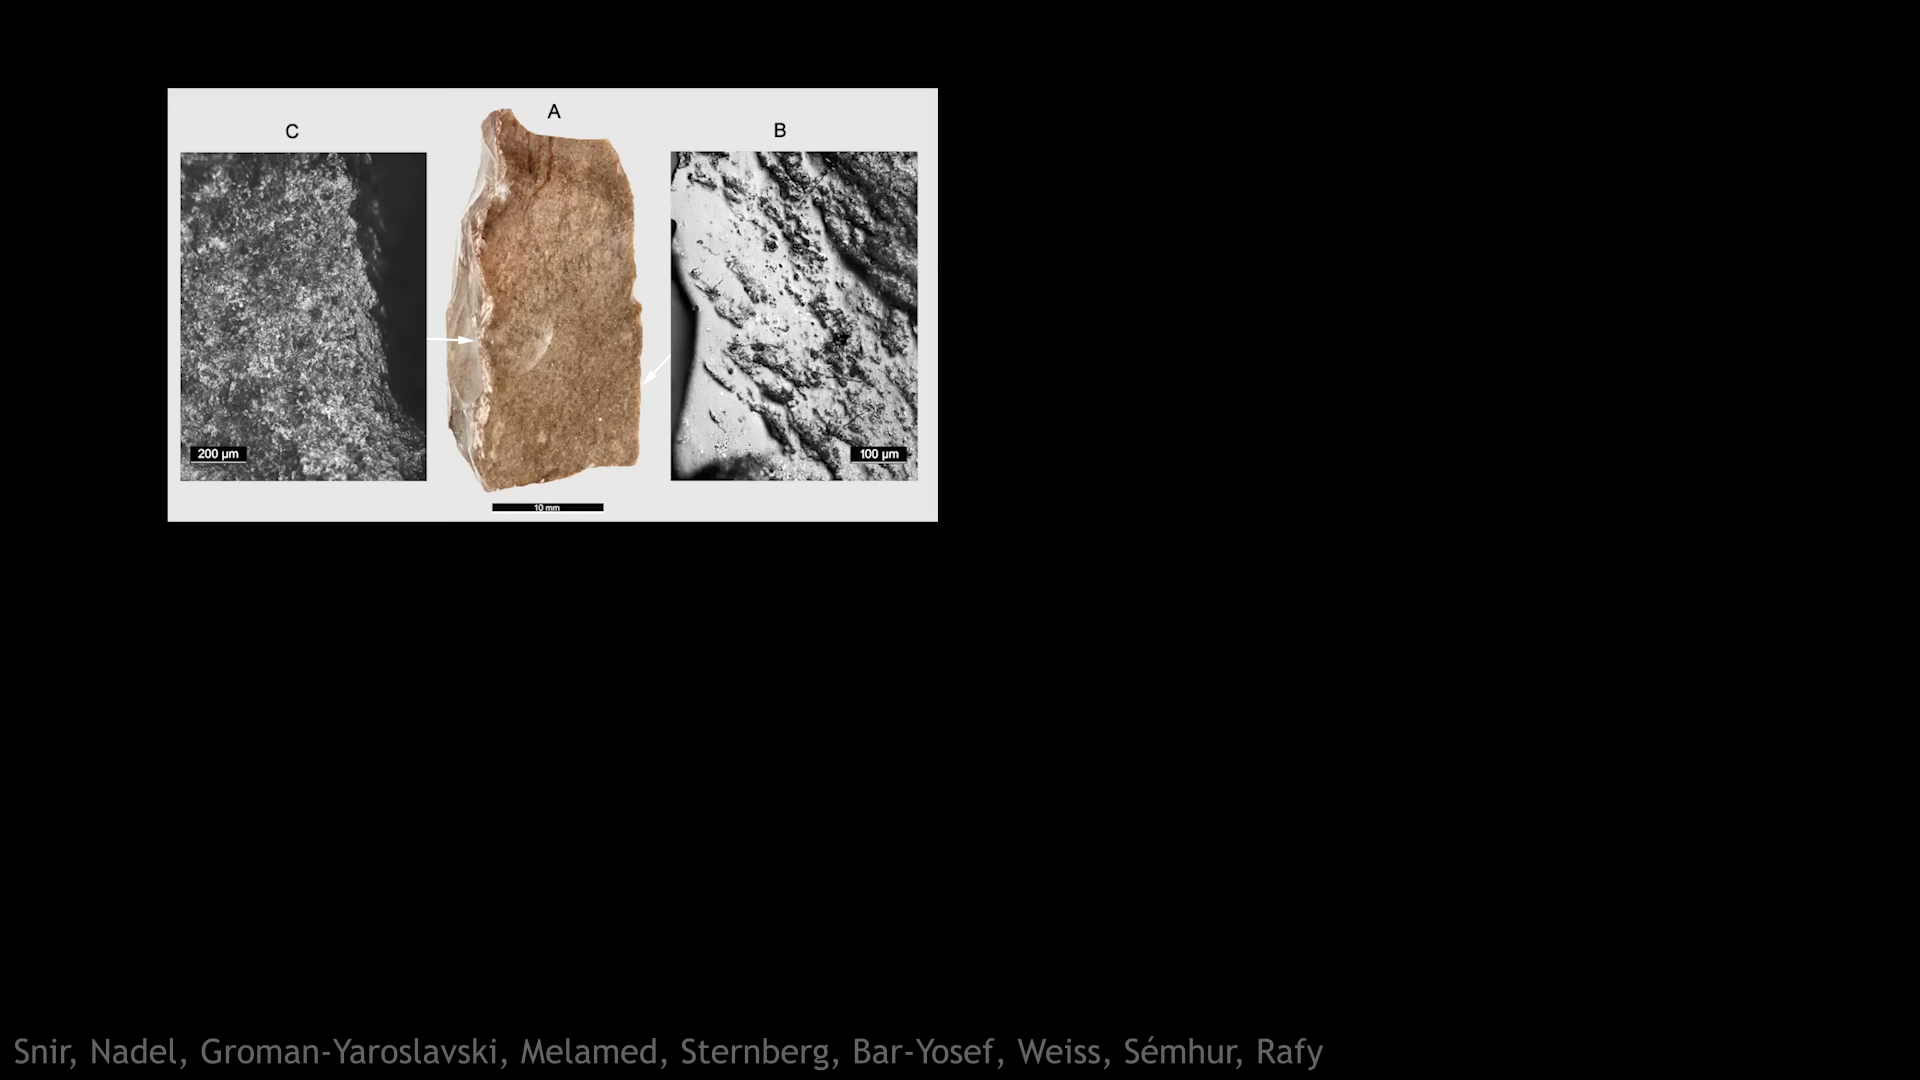 A
C
B
200 µm
100 µm
10 mm
Snir, Nadel, Groman-Yaroslavski, Melamed, Sternberg, Bar-Yosef, Weiss, Sémhur, Rafy